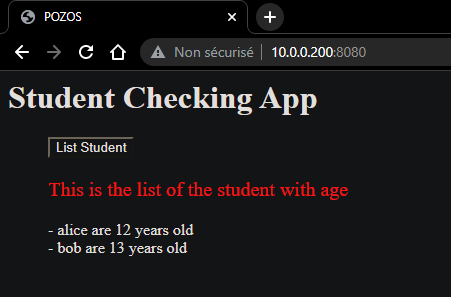 POZOS
Non sécurisé | 10.0.0.200:8080
Student Checking App
List Student
This is the list of the student with age
- alice are 12 years old
- bob are 13 years old